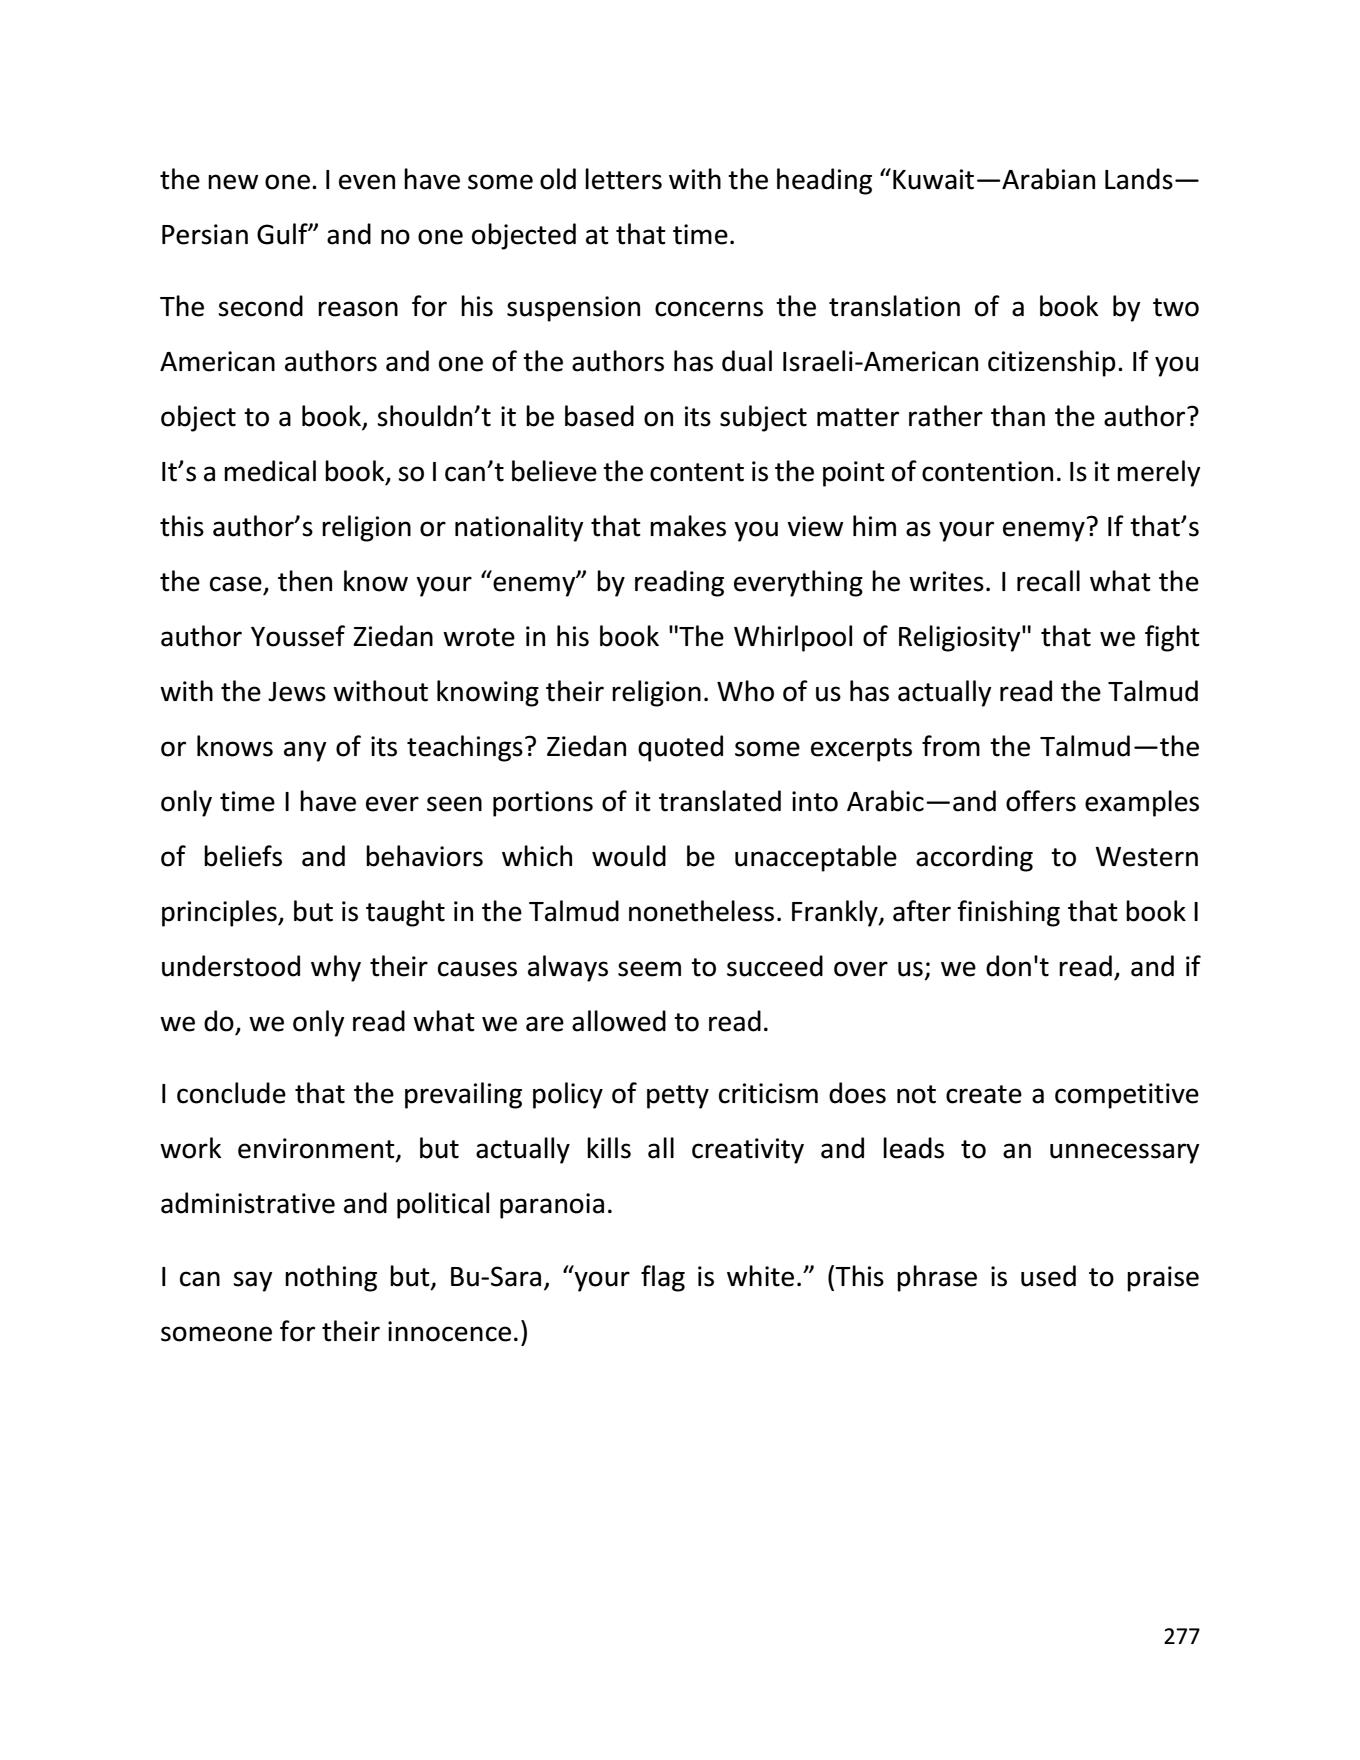 the new one. I even have some old letters with the heading “Kuwait—Arabian Lands—
Persian Gulf” and no one objected at that time.
The second reason for his suspension concerns the translation of a book by two
American authors and one of the authors has dual Israeli-American citizenship. If you
object to a book, shouldn’t it be based on its subject matter rather than the author?
It’s a medical book, so I can’t believe the content is the point of contention. Is it merely
this author’s religion or nationality that makes you view him as your enemy? If that’s
the case, then know your “enemy” by reading everything he writes. I recall what the
author Youssef Ziedan wrote in his book "The Whirlpool of Religiosity" that we fight
with the Jews without knowing their religion. Who of us has actually read the Talmud
or knows any of its teachings? Ziedan quoted some excerpts from the Talmud—the
only time I have ever seen portions of it translated into Arabic—and offers examples
of beliefs and behaviors which would be unacceptable according to Western
principles, but is taught in the Talmud nonetheless. Frankly, after finishing that book I
understood why their causes always seem to succeed over us; we don't read, and if
we do, we only read what we are allowed to read.
I conclude that the prevailing policy of petty criticism does not create a competitive
work environment, but actually kills all creativity and leads to an unnecessary
administrative and political paranoia.
I can say nothing but, Bu-Sara, “your flag is white.” (This phrase is used to praise
someone for their innocence.)
277